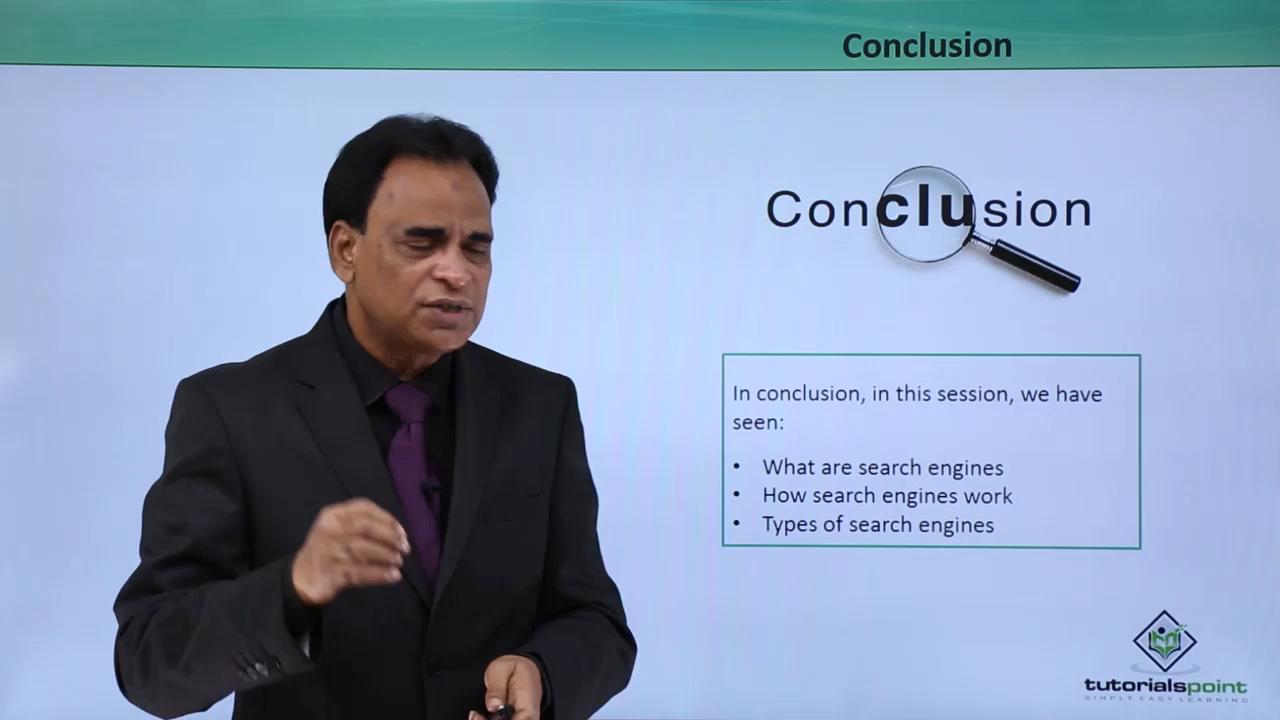 Conclusion
Conclusion
In conclusion, in this session, we have
seen:
• What are search engines
• How search engines work
• Types of search engines
tutorialspoint
SIMPLY EASY LEARNING